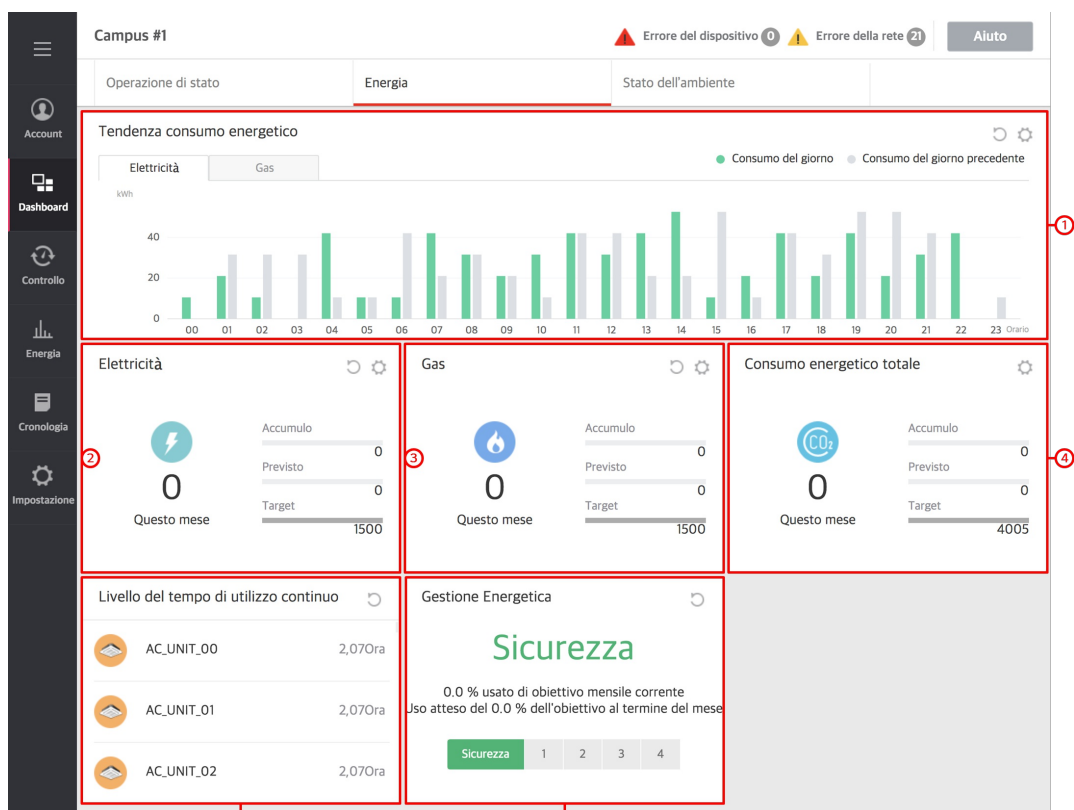 Campus #1
Errore del dispositivo 0
Errore della rete 21
Aiuto
Operazione di stato
Energia
Stato dell'ambiente
Account
Dashboard
Controllo
Energia
Cronologia
Impostazione
Tendenza consumo energetico
Elettricità
Gas
Consumo del giorno
Consumo del giorno precedente
kWh
40
20
0
00 01 02 03 04 05 06 07 08 09 10 11 12 13 14 15 16 17 18 19 20 21 22 23 Orario
1
Elettricità
2
0
Questo mese
Accumulo
0
Previsto
0
Target
1500
Gas
3
0
Questo mese
Accumulo
0
Previsto
0
Target
1500
Consumo energetico totale
CO2
0
Questo mese
Accumulo
0
Previsto
0
Target
4005
4
Livello del tempo di utilizzo continuo
AC_UNIT_00 2,07Ora
AC_UNIT_01 2,07Ora
AC_UNIT_02 2,07Ora
Gestione Energetica
Sicurezza
0.0 % usato di obiettivo mensile corrente
Uso atteso del 0.0 % dell'obiettivo al termine del mese
Sicurezza 1 2 3 4